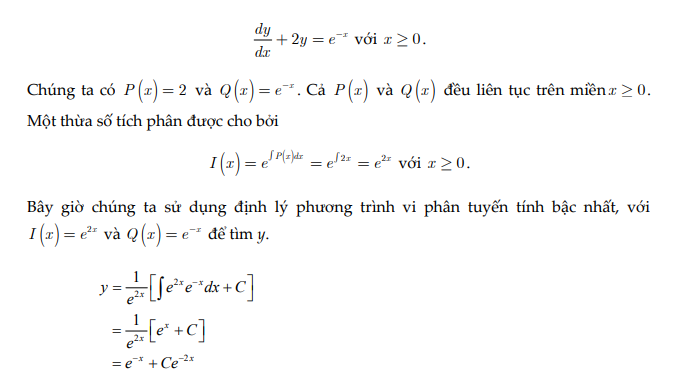 dy/dx + 2y = e^{-x} với x ≥ 0.
Chúng ta có P(x) = 2 và Q(x) = e^{-x}. Cả P(x) và Q(x) đều liên tục trên miền x ≥ 0.
Một thừa số tích phân được cho bởi
I(x) = e^{∫P(x)dx} = e^{∫2x} = e^{2x} với x ≥ 0.
Bây giờ chúng ta sử dụng định lý phương trình vi phân tuyến tính bậc nhất, với
I(x) = e^{2x} và Q(x) = e^{-x} để tìm y.
y = 1/e^{2x} [∫e^{2x}e^{-x}dx + C]
= 1/e^{2x} [e^{x} + C]
= e^{-x} + Ce^{-2x}